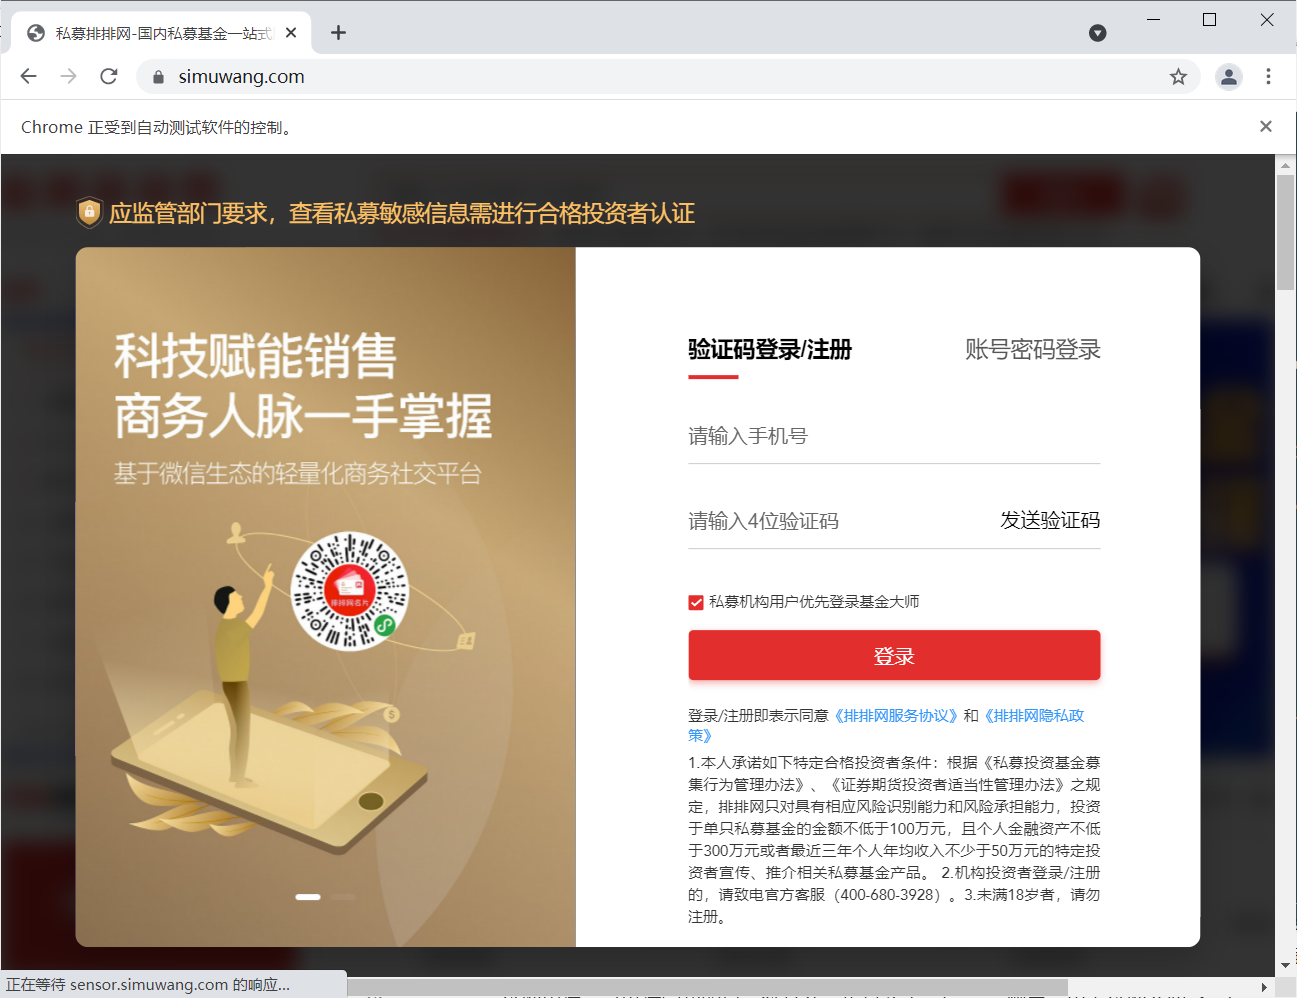 私募排排网-国内私募基金一站式
simuwang.com
Chrome 正受到自动测试软件的控制。
应监管部门要求，查看私募敏感信息需进行合格投资者认证
科技赋能销售
商务人脉一手掌握
基于微信生态的轻量化商务社交平台
排排网名片
验证码登录/注册
账号密码登录
请输入手机号
请输入4位验证码
发送验证码
私募机构用户优先登录基金大师
登录
登录/注册即表示同意《排排网服务协议》和《排排网隐私政
策》
1.本人承诺如下特定合格投资者条件：根据《私募投资基金募
集行为管理办法》、《证券期货投资者适当性管理办法》之规
定，排排网只对具有相应风险识别能力和风险承担能力，投资
于单只私募基金的金额不低于100万元，且个人金融资产不低
于300万元或者最近三年个人年均收入不少于50万元的特定投
资者宣传、推介相关私募基金产品。 2.机构投资者登录/注册
的，请致电官方客服（400-680-3928）。3.未满18岁者，请勿
注册。
正在等待 sensor.simuwang.com 的响应...